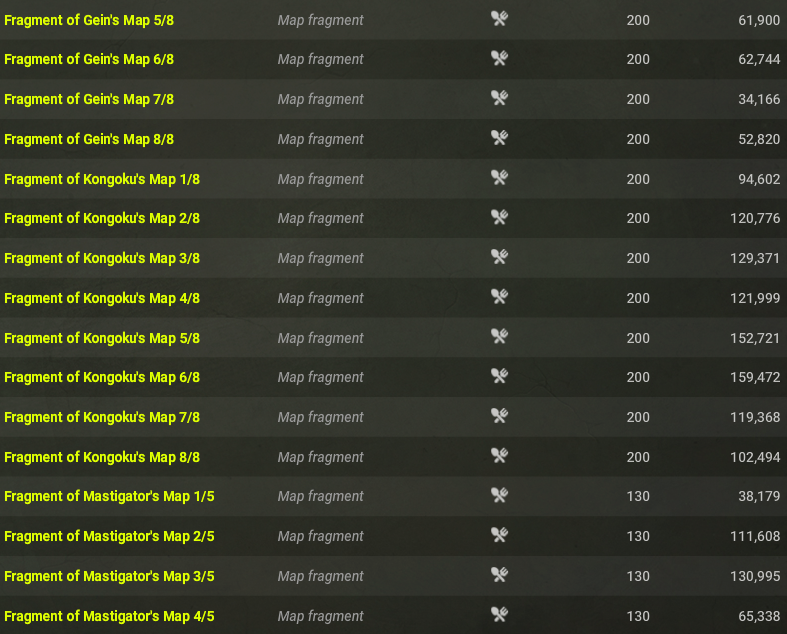 Fragment of Gein's Map 5/8 Map fragment 200 61,900
Fragment of Gein's Map 6/8 Map fragment 200 62,744
Fragment of Gein's Map 7/8 Map fragment 200 34,166
Fragment of Gein's Map 8/8 Map fragment 200 52,820
Fragment of Kongoku's Map 1/8 Map fragment 200 94,602
Fragment of Kongoku's Map 2/8 Map fragment 200 120,776
Fragment of Kongoku's Map 3/8 Map fragment 200 129,371
Fragment of Kongoku's Map 4/8 Map fragment 200 121,999
Fragment of Kongoku's Map 5/8 Map fragment 200 152,721
Fragment of Kongoku's Map 6/8 Map fragment 200 159,472
Fragment of Kongoku's Map 7/8 Map fragment 200 119,368
Fragment of Kongoku's Map 8/8 Map fragment 200 102,494
Fragment of Mastigator's Map 1/5 Map fragment 130 38,179
Fragment of Mastigator's Map 2/5 Map fragment 130 111,608
Fragment of Mastigator's Map 3/5 Map fragment 130 130,995
Fragment of Mastigator's Map 4/5 Map fragment 130 65,338